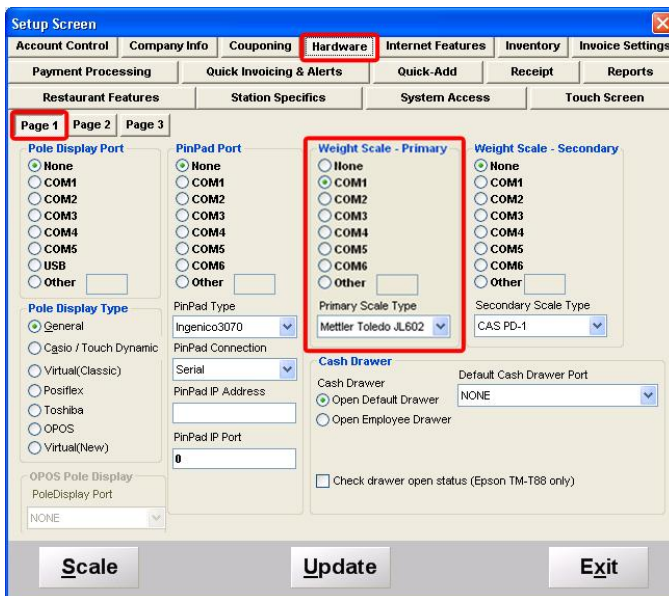 Setup Screen
Account Control Company Info Couponing Hardware Internet Features Inventory Invoice Settings
Payment Processing Quick Invoicing & Alerts Quick-Add Receipt Reports
Restaurant Features Station Specifics System Access Touch Screen
Page 1 Page 2 Page 3
Pole Display Port
None
COM1
COM2
COM3
COM4
COM5
USB
Other
Pole Display Type
General
Casio / Touch Dynamic
Virtual(Classic)
Posiflex
Toshiba
OPOS
Virtual(New)
OPOS Pole Display
PoleDisplay Port
NONE
PinPad Port
None
COM1
COM2
COM3
COM4
COM5
COM6
Other
PinPad Type
Ingenico3070
PinPad Connection
Serial
PinPad IP Address
PinPad IP Port
0
Weight Scale - Primary
None
COM1
COM2
COM3
COM4
COM5
COM6
Other
Primary Scale Type
Mettler Toledo JL602
Weight Scale - Secondary
None
COM1
COM2
COM3
COM4
COM5
COM6
Other
Secondary Scale Type
CAS PD-1
Cash Drawer
Cash Drawer
Open Default Drawer
Open Employee Drawer
Default Cash Drawer Port
NONE
Check drawer open status (Epson TM-T88 only)
Scale Update Exit